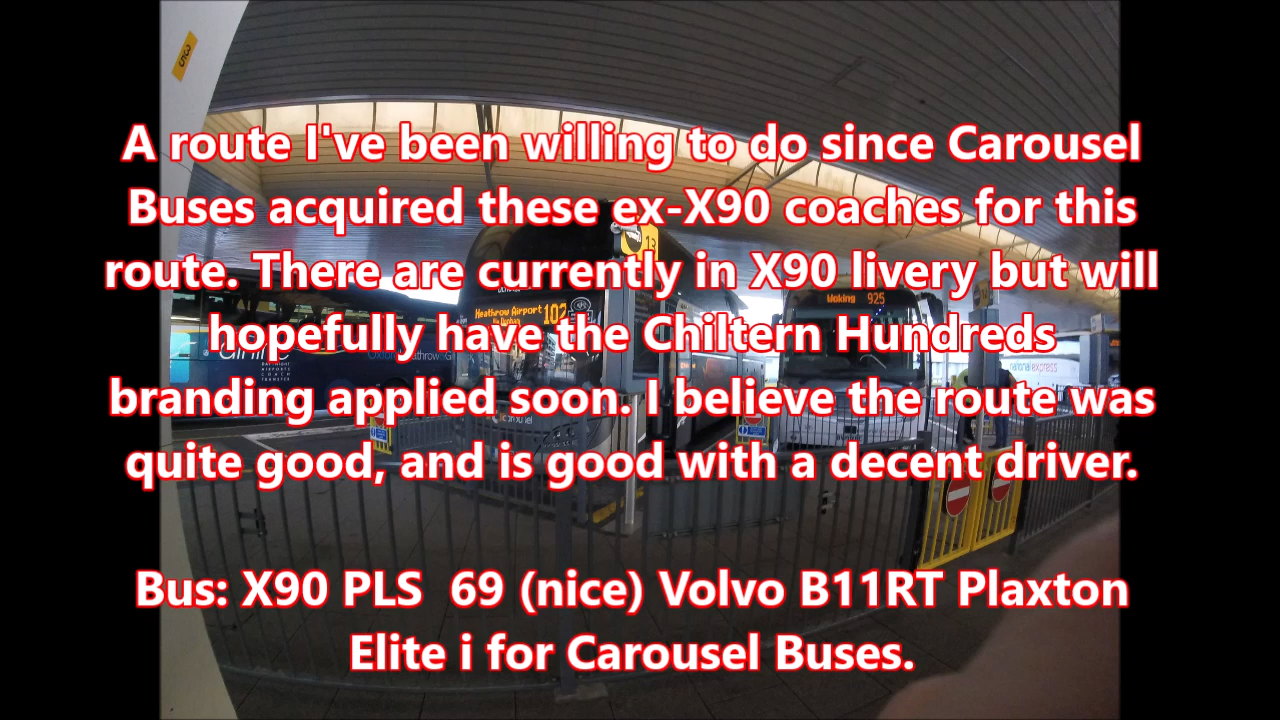 A route I've been willing to do since Carousel
Buses acquired these ex-X90 coaches for this
route. There are currently in X90 livery but will
hopefully have the Chiltern Hundreds
branding applied soon. I believe the route was
quite good, and is good with a decent driver.
Bus: X90 PLS  69 (nice) Volvo B11RT Plaxton
Elite i for Carousel Buses.
13
Woking 925
Heathrow Airport 102
national express